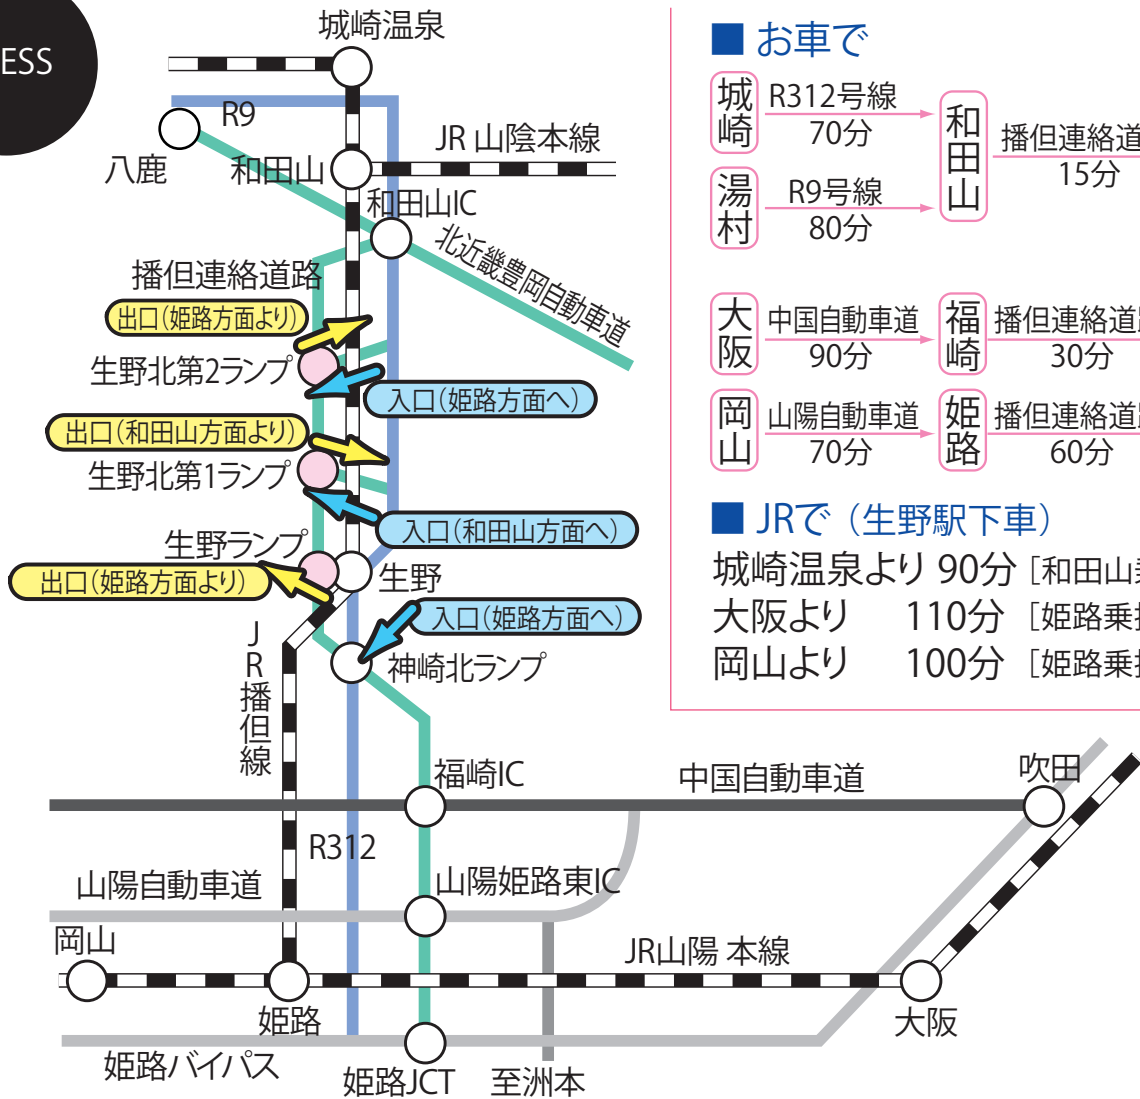 ESS
城崎温泉
R9
八鹿
和田山
JR 山陰本線
和田山IC
北近畿豊岡自動車道
播但連絡道路
出口(姫路方面より)
生野北第2ランプ
入口(姫路方面へ)
出口(和田山方面より)
生野北第1ランプ
入口(和田山方面へ)
生野ランプ
出口(姫路方面より)
生野
入口(姫路方面へ)
神崎北ランプ
JR播但線
福崎IC
中国自動車道
吹田
R312
山陽自動車道
山陽姫路東IC
岡山
JR山陽 本線
姫路
大阪
姫路バイパス
姫路JCT
至洲本
■ お車で
城崎
R312号線
70分
和田山
播但連絡道
15分
湯村
R9号線
80分
大阪
中国自動車道
90分
福崎
播但連絡道路
30分
岡山
山陽自動車道
70分
姫路
播但連絡道路
60分
■ JRで（生野駅下車）
城崎温泉より 90分 [和田山乗
大阪より 110分 [姫路乗換
岡山より 100分 [姫路乗換